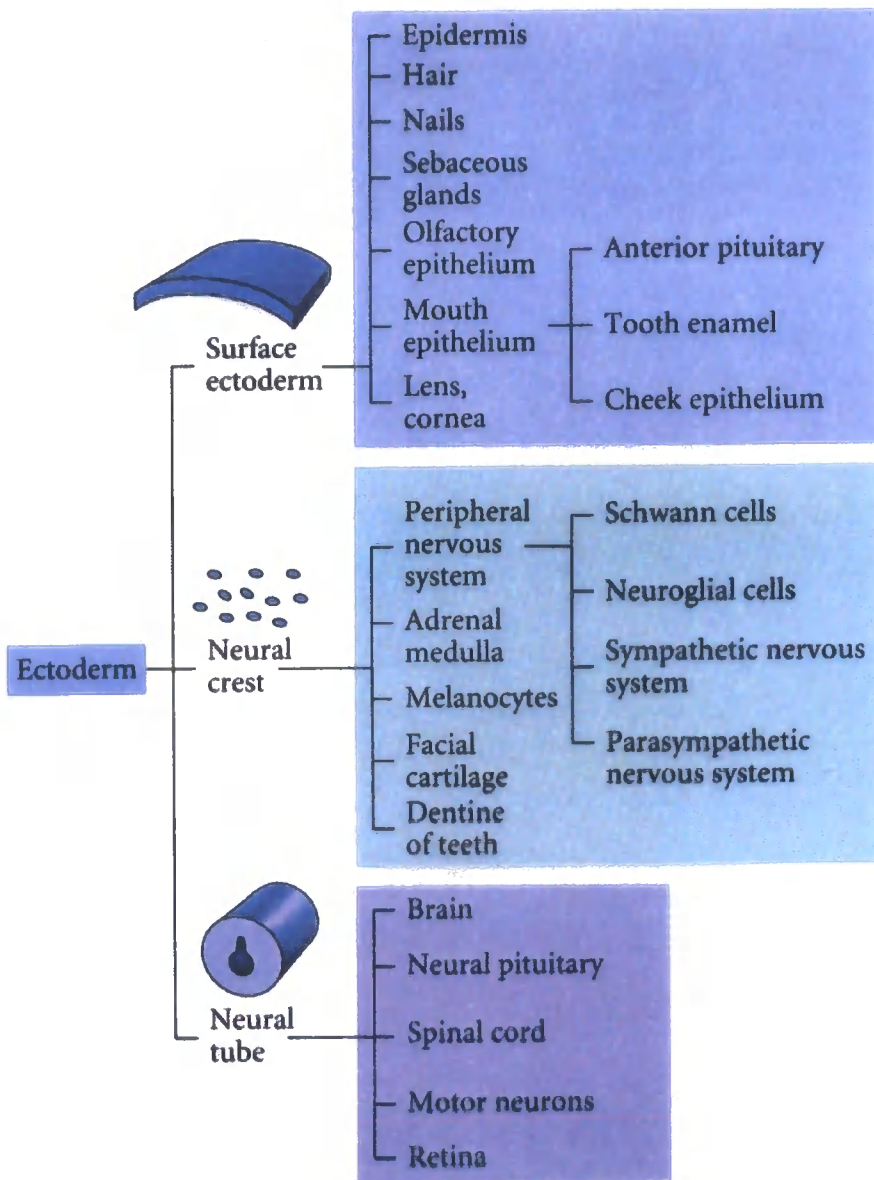 Ectoderm
Surface
ectoderm
Epidermis
Hair
Nails
Sebaceous
glands
Olfactory
epithelium
Mouth
epithelium
Lens,
cornea
Anterior pituitary
Tooth enamel
Cheek epithelium
Neural
crest
Peripheral
nervous
system
Adrenal
medulla
Melanocytes
Facial
cartilage
Dentine
of teeth
Schwann cells
Neuroglial cells
Sympathetic nervous
system
Parasympathetic
nervous system
Neural
tube
Brain
Neural pituitary
Spinal cord
Motor neurons
Retina